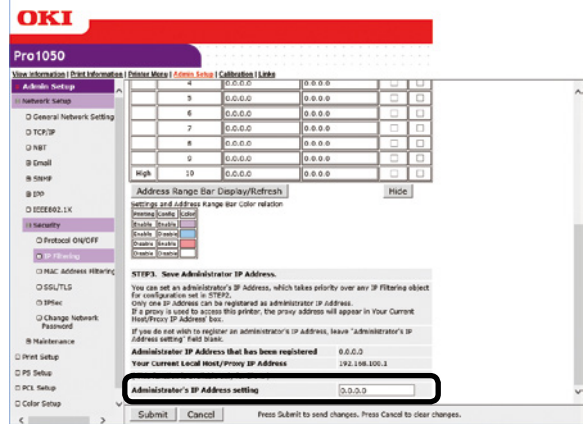 OKI
Pro1050
View Information | Print Information | Printer Menu | Admin Setup | Calibration | Links
Admin Setup
Network Setup
General Network Setting
TCP/IP
NBT
Email
SNMP
IPP
IEEE802.1X
Security
Protocol ON/OFF
IP Filtering
MAC Address Filtering
SSL/TLS
IPSec
Change Network
Password
Maintenance
Print Setup
PS Setup
PCL Setup
Color Setup
4 0.0.0.0 0.0.0.0
5 0.0.0.0 0.0.0.0
6 0.0.0.0 0.0.0.0
7 0.0.0.0 0.0.0.0
8 0.0.0.0 0.0.0.0
9 0.0.0.0 0.0.0.0
High 10 0.0.0.0 0.0.0.0
Address Range Bar Display/Refresh Hide
Settings and Address Range Bar Color relation
Printing Config Color
Enable Enable
Enable Disable
Disable Enable
Disable Disable
STEP3. Save Administrator IP Address.
You can set an administrator's IP Address, which takes priority over any IP Filtering object
for configuration set in STEP2.
Only one IP Address can be registered as administrator IP Address.
If a proxy is used to access this printer, the proxy address will appear in Your Current
Host/Proxy IP Address' box.
If you do not wish to register an administrator's IP Address, leave "Administrator's IP
Address setting" field blank.
Administrator IP Address that has been registered 0.0.0.0
Your Current Local Host/Proxy IP Address 192.168.100.1
Administrator's IP Address setting 0.0.0.0
Submit Cancel Press Submit to send changes. Press Cancel to clear changes.